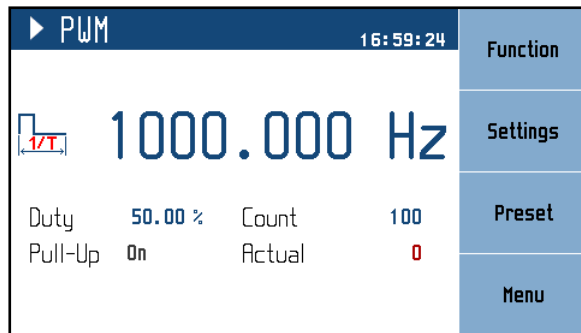 PWM 16:59:24
Function
1/T 1000.000 Hz
Settings
Duty 50.00 % Count 100
Preset
Pull-Up On Actual 0
Menu